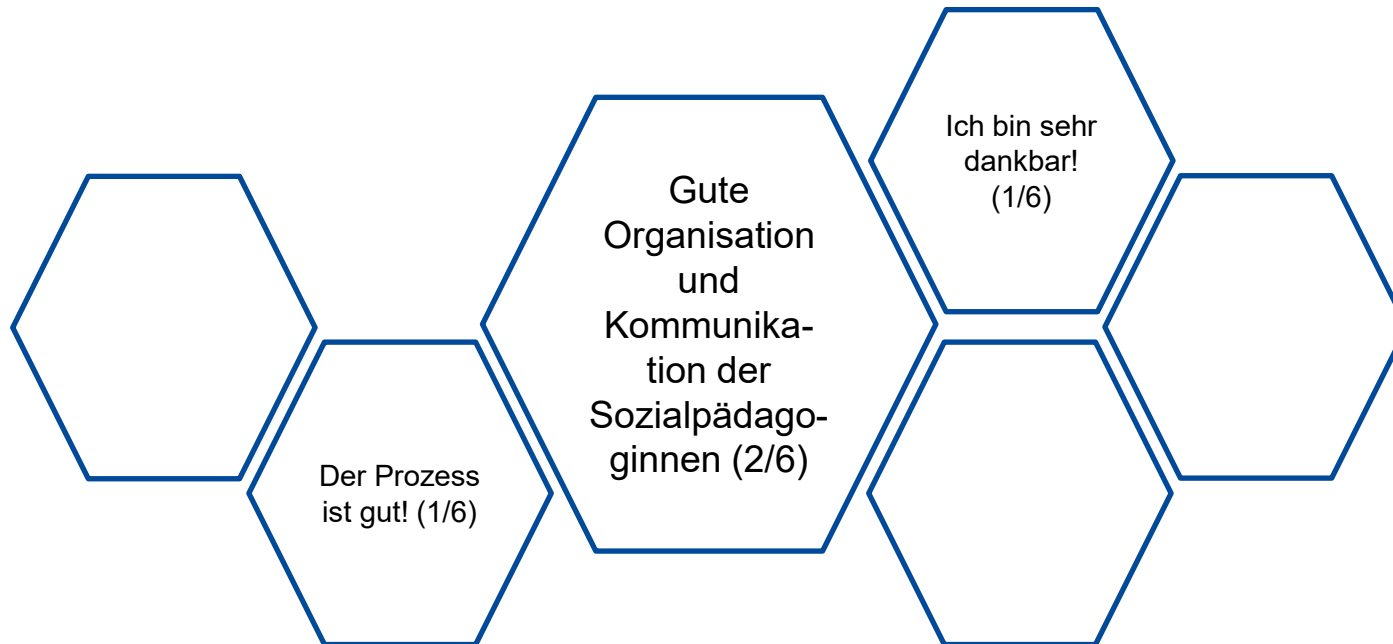 Der Prozess
ist gut! (1/6)
Gute
Organisation
und
Kommunika-
tion der
Sozialpädago-
ginnen (2/6)
Ich bin sehr
dankbar!
(1/6)